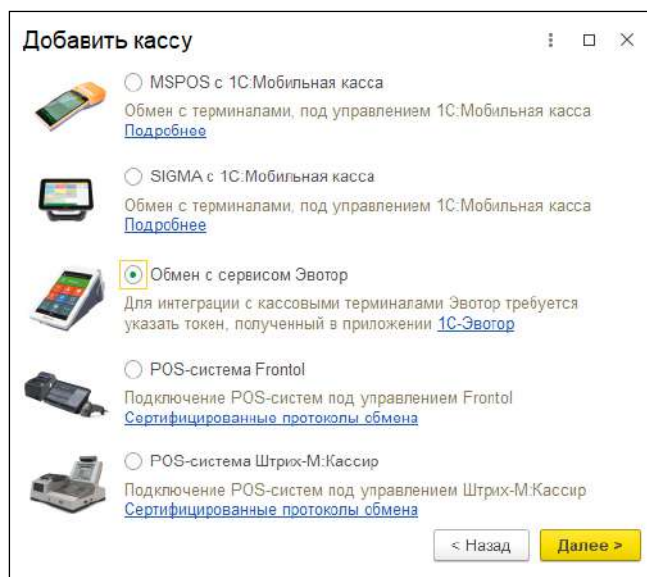 Добавить кассу
MSPOS с 1С:Мобильная касса
Обмен с терминалами, под управлением 1С:Мобильная касса
Подробнее
SIGMA с 1С:Мобильная касса
Обмен с терминалами, под управлением 1С:Мобильная касса
Подробнее
Обмен с сервисом Эвотор
Для интеграции с кассовыми терминалами Эвотор требуется
указать токен, полученный в приложении 1С-Эвотор
POS-система Frontol
Подключение POS-систем под управлением Frontol
Сертифицированные протоколы обмена
POS-система Штрих-М:Кассир
Подключение POS-систем под управлением Штрих-М:Кассир
Сертифицированные протоколы обмена
< Назад Далее >